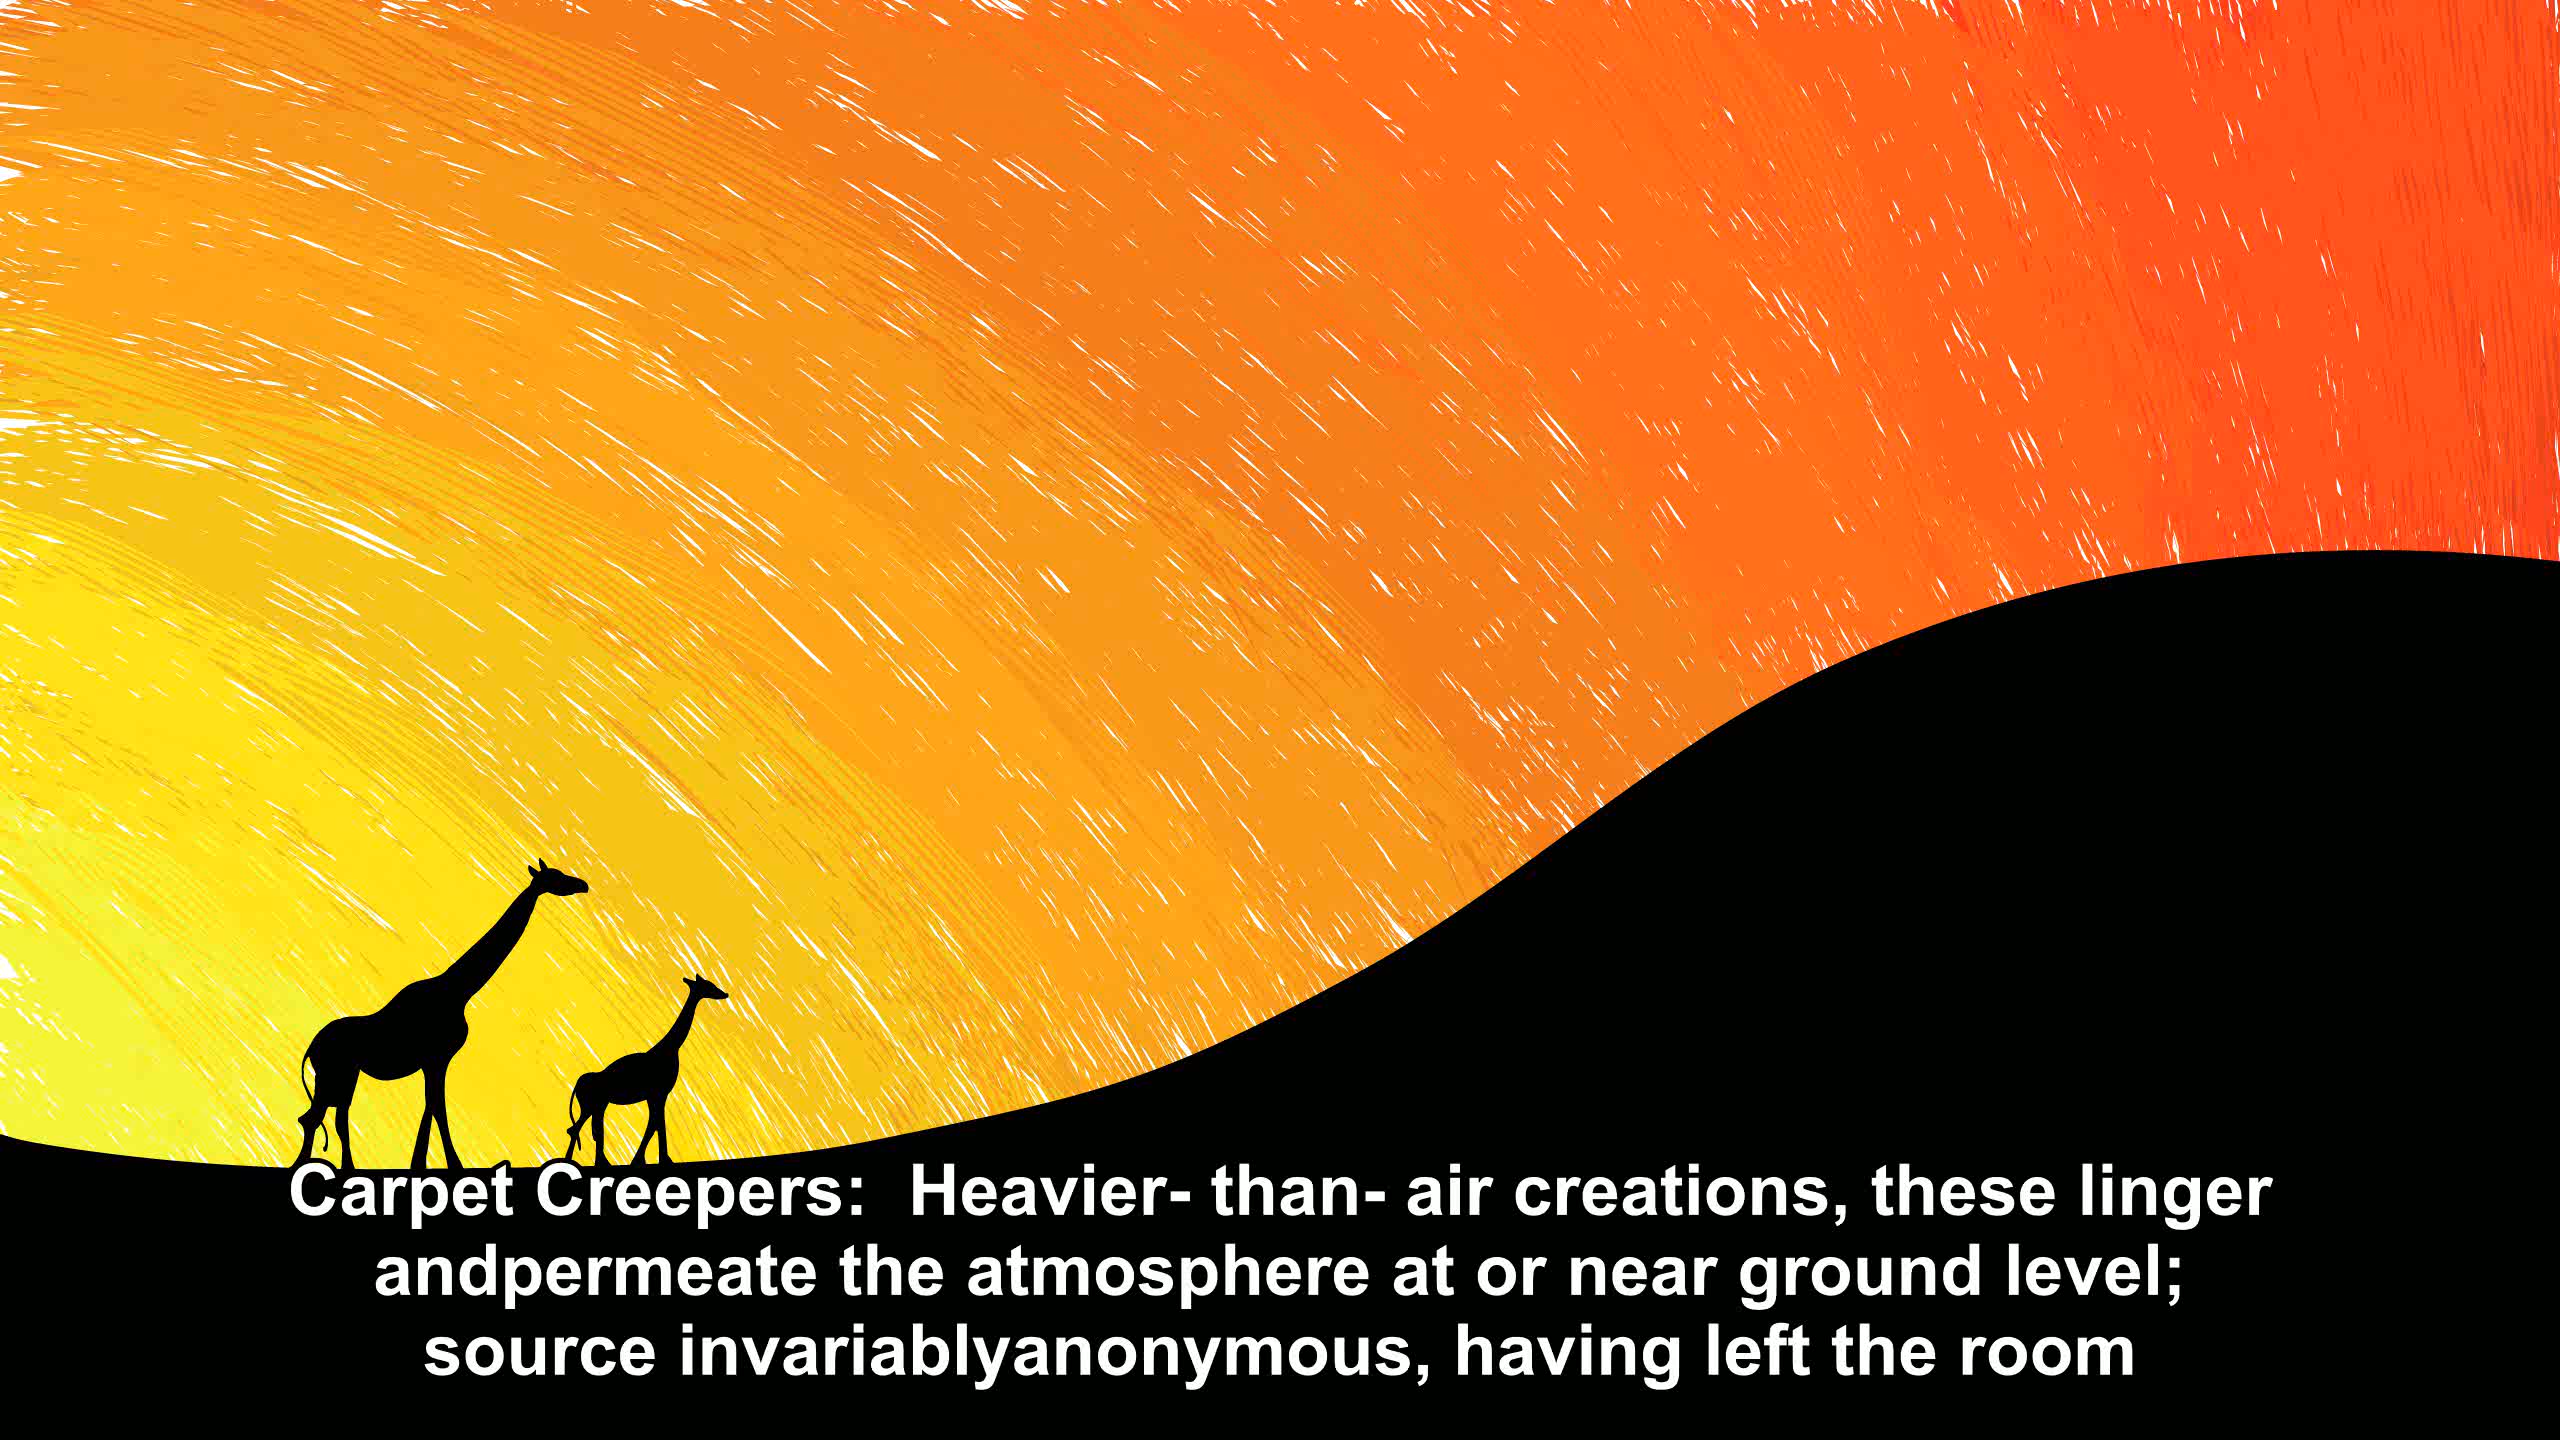 Carpet Creepers:  Heavier- than- air creations, these linger
andpermeate the atmosphere at or near ground level;
source invariablyanonymous, having left the room